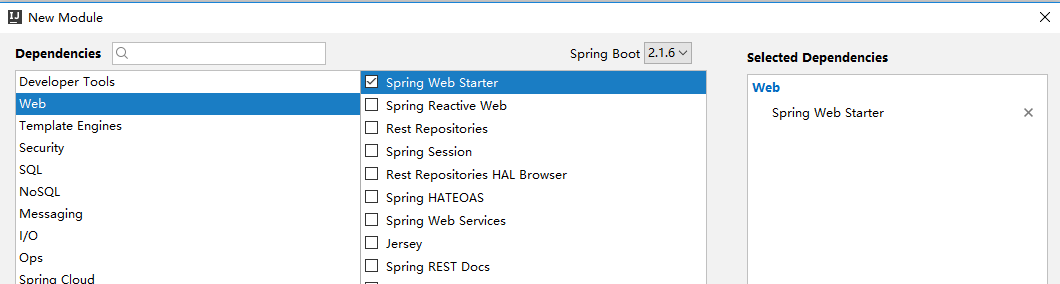 New Module
Dependencies
Spring Boot 2.1.6
Selected Dependencies
Developer Tools
Web
Template Engines
Security
SQL
NoSQL
Messaging
I/O
Ops
Spring Cloud
Spring Web Starter
Spring Reactive Web
Rest Repositories
Spring Session
Rest Repositories HAL Browser
Spring HATEOAS
Spring Web Services
Jersey
Spring REST Docs
Web
Spring Web Starter